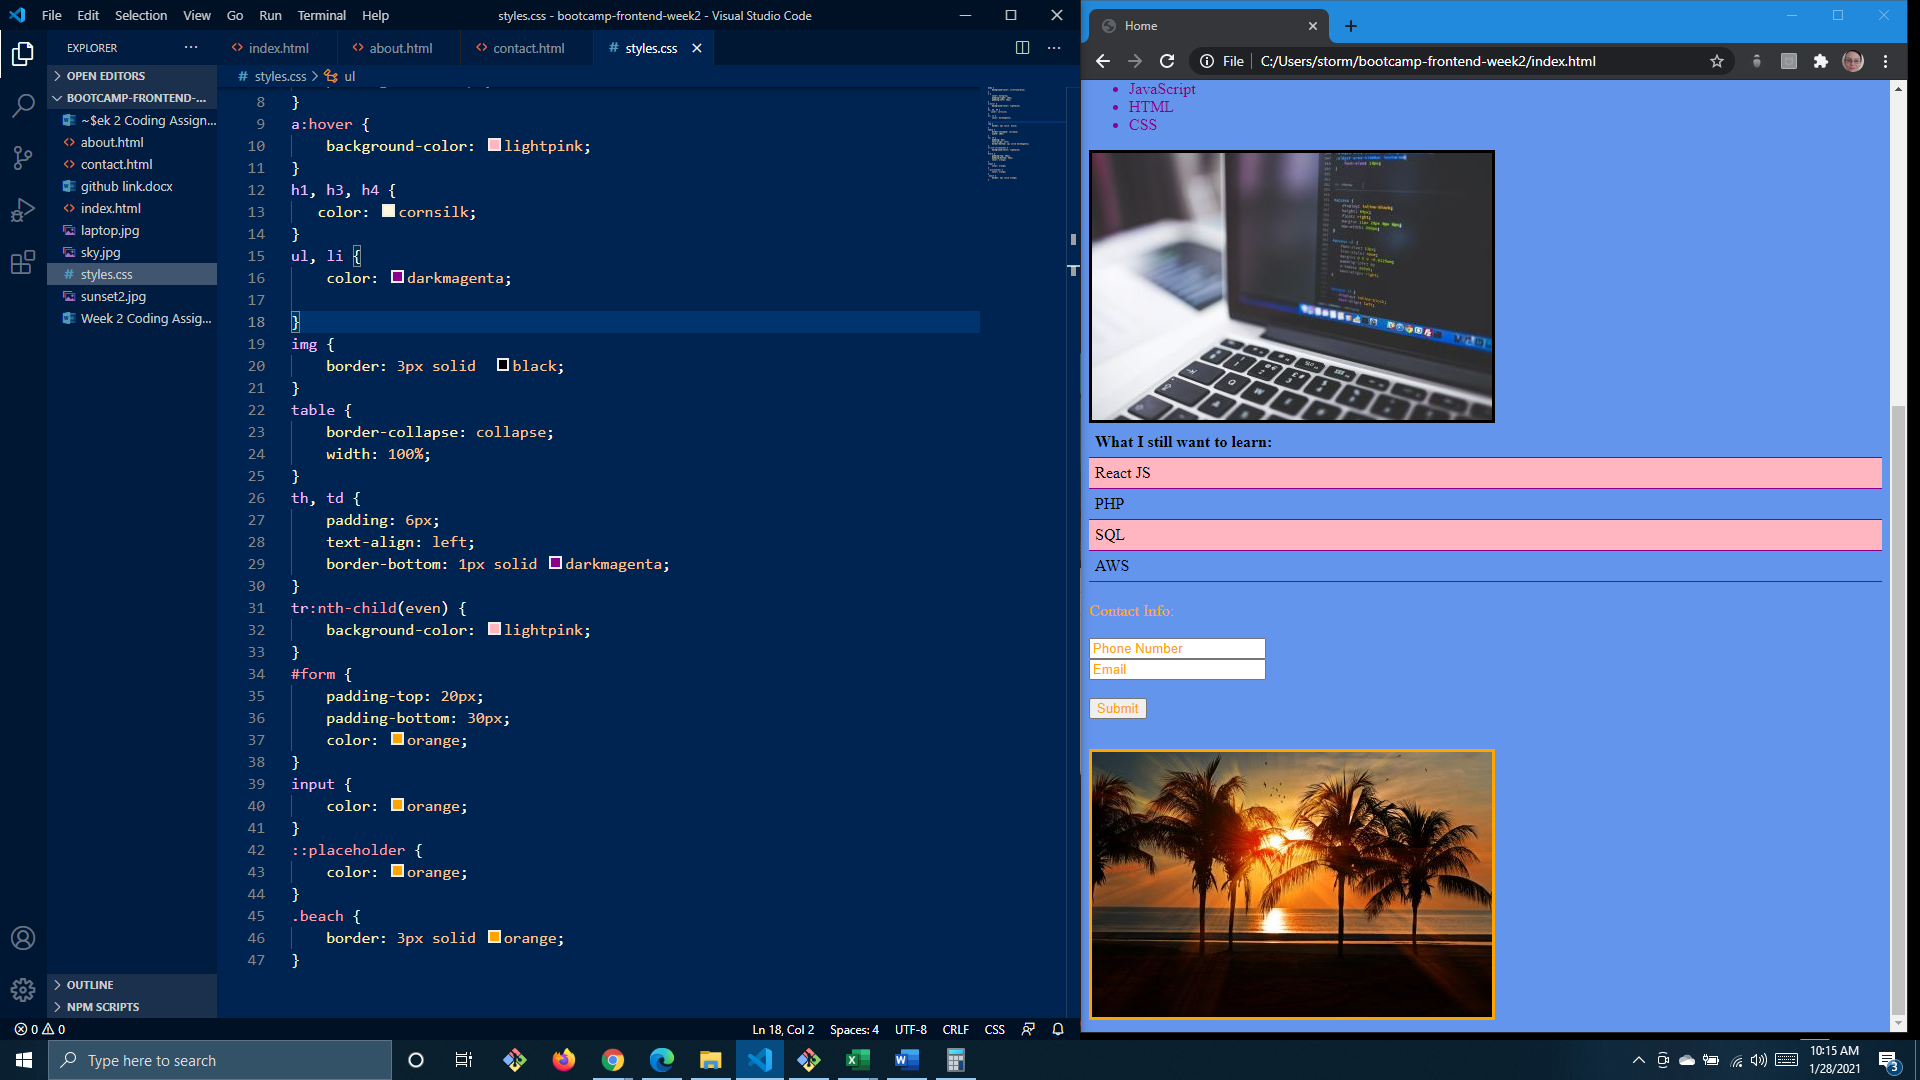 File Edit Selection View Go Run Terminal Help
styles.css - bootcamp-frontend-week2 - Visual Studio Code
EXPLORER
OPEN EDITORS
BOOTCAMP-FRONTEND-...
~$ek 2 Coding Assign...
about.html
contact.html
github link.docx
index.html
laptop.jpg
sky.jpg
styles.css
sunset2.jpg
Week 2 Coding Assig...
OUTLINE
NPM SCRIPTS
index.html about.html contact.html # styles.css
# styles.css > ul
8 }
9 a:hover {
10 background-color: lightpink;
11 }
12 h1, h3, h4 {
13 color: cornsilk;
14 }
15 ul, li {
16 color: darkmagenta;
17
18 }
19 img {
20 border: 3px solid black;
21 }
22 table {
23 border-collapse: collapse;
24 width: 100%;
25 }
26 th, td {
27 padding: 6px;
28 text-align: left;
29 border-bottom: 1px solid darkmagenta;
30 }
31 tr:nth-child(even) {
32 background-color: lightpink;
33 }
34 #form {
35 padding-top: 20px;
36 padding-bottom: 30px;
37 color: orange;
38 }
39 input {
40 color: orange;
41 }
42 ::placeholder {
43 color: orange;
44 }
45 .beach {
46 border: 3px solid orange;
47 }
0 0
Ln 18, Col 2 Spaces: 4 UTF-8 CRLF CSS
Home
File C:/Users/storm/bootcamp-frontend-week2/index.html
JavaScript
HTML
CSS
What I still want to learn:
React JS
PHP
SQL
AWS
Contact Info:
Phone Number
Email
Submit
Type here to search
10:15 AM
1/28/2021
3